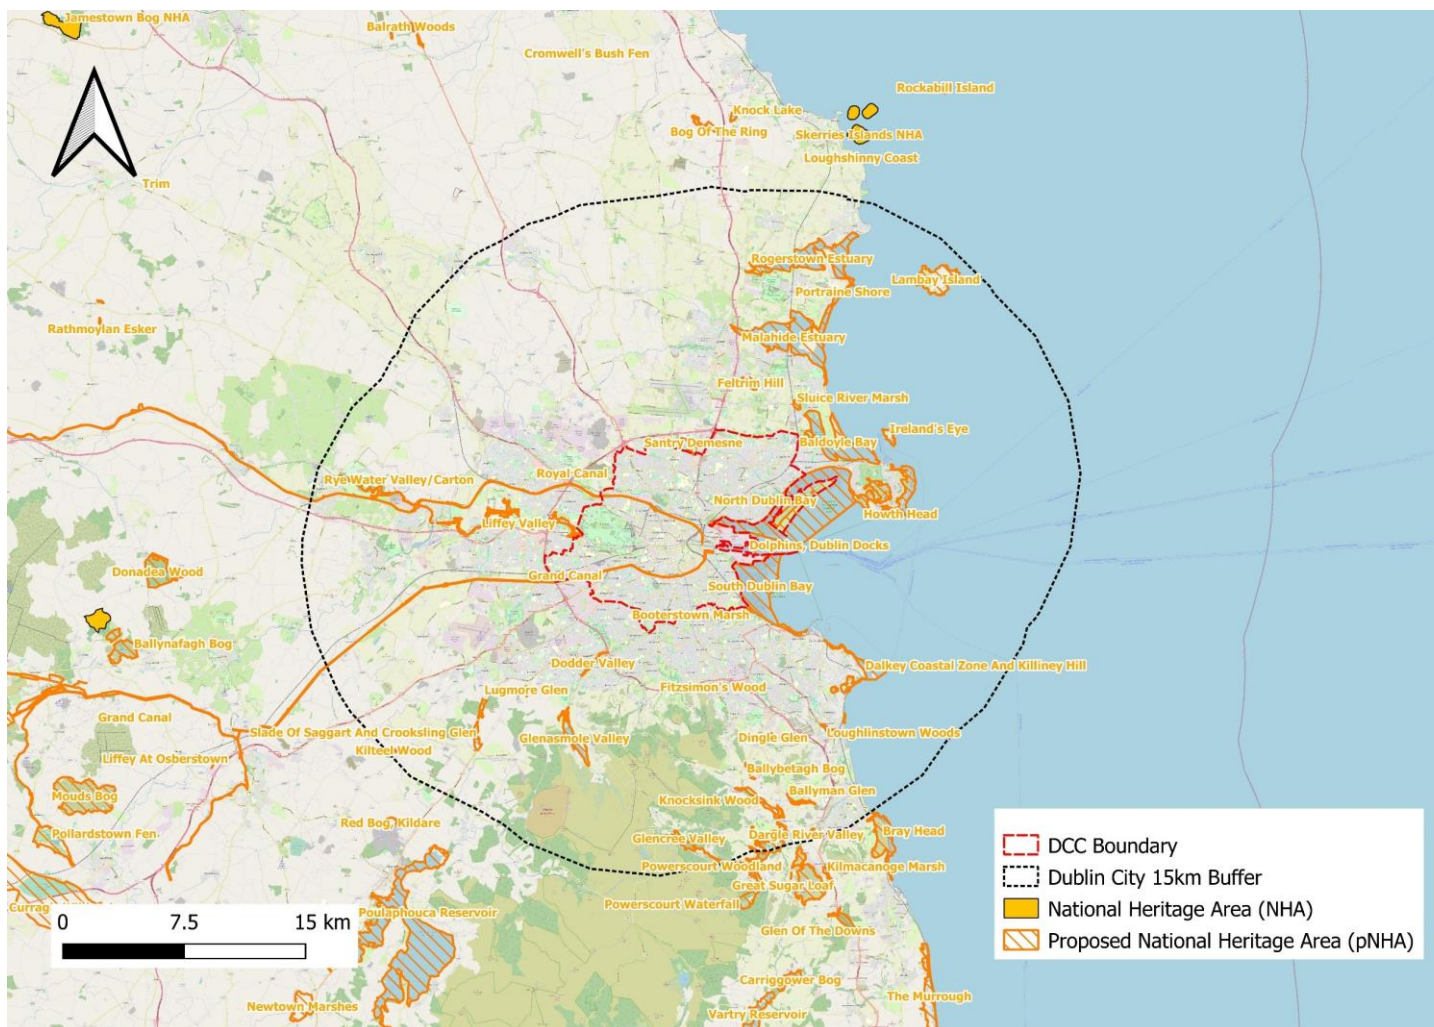 Jamestown Bog NHA
Balrath Woods
Cromwell's Bush Fen
Rockabill Island
Knock Lake
Bog Of The Ring
Skerries Islands NHA
Loughshinny Coast
Trim
Rogerstown Estuary
Lambay Island
Portraine Shore
Rathmoylan Esker
Malahide Estuary
Feltrim Hill
Sluice River Marsh
Ireland's Eye
Santry Demesne
Baldoyle Bay
Royal Canal
Rye Water Valley/Carton
North Dublin Bay
Howth Head
Liffey Valley
Dolphins, Dublin Docks
Donadea Wood
Grand Canal
South Dublin Bay
Booterstown Marsh
Ballynafagh Bog
Dodder Valley
Dalkey Coastal Zone And Killiney Hill
Lugmore Glen
Fitzsimon's Wood
Grand Canal
Slade Of Saggart And Crooksling Glen
Glenasmole Valley
Dingle Glen
Loughlinstown Woods
Kilteel Wood
Liffey At Osberstown
Ballybetagh Bog
Mouds Bog
Knocksink Wood
Ballyman Glen
Red Bog, Kildare
Pollardstown Fen
Glencree Valley
Dargle River Valley
Bray Head
Powerscourt Woodland
Kilmacanoge Marsh
Great Sugar Loaf
Powerscourt Waterfall
Poulaphouca Reservoir
Glen Of The Downs
Carriggower Bog
The Murrough
Newtown Marshes
Vartry Reservoir
0 7.5 15 km
DCC Boundary
Dublin City 15km Buffer
National Heritage Area (NHA)
Proposed National Heritage Area (pNHA)